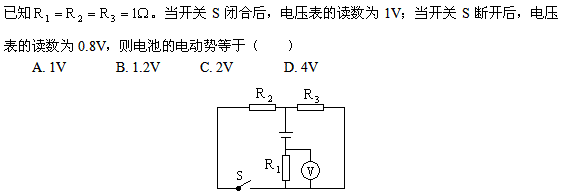 已知R₁=R₂=R₃=1Ω。当开关 S 闭合后，电压表的读数为 1V；当开关 S 断开后，电压
表的读数为 0.8V，则电池的电动势等于（　　）
A. 1V　　B. 1.2V　　C. 2V　　D. 4V
R₂　R₃
R₁　V
S